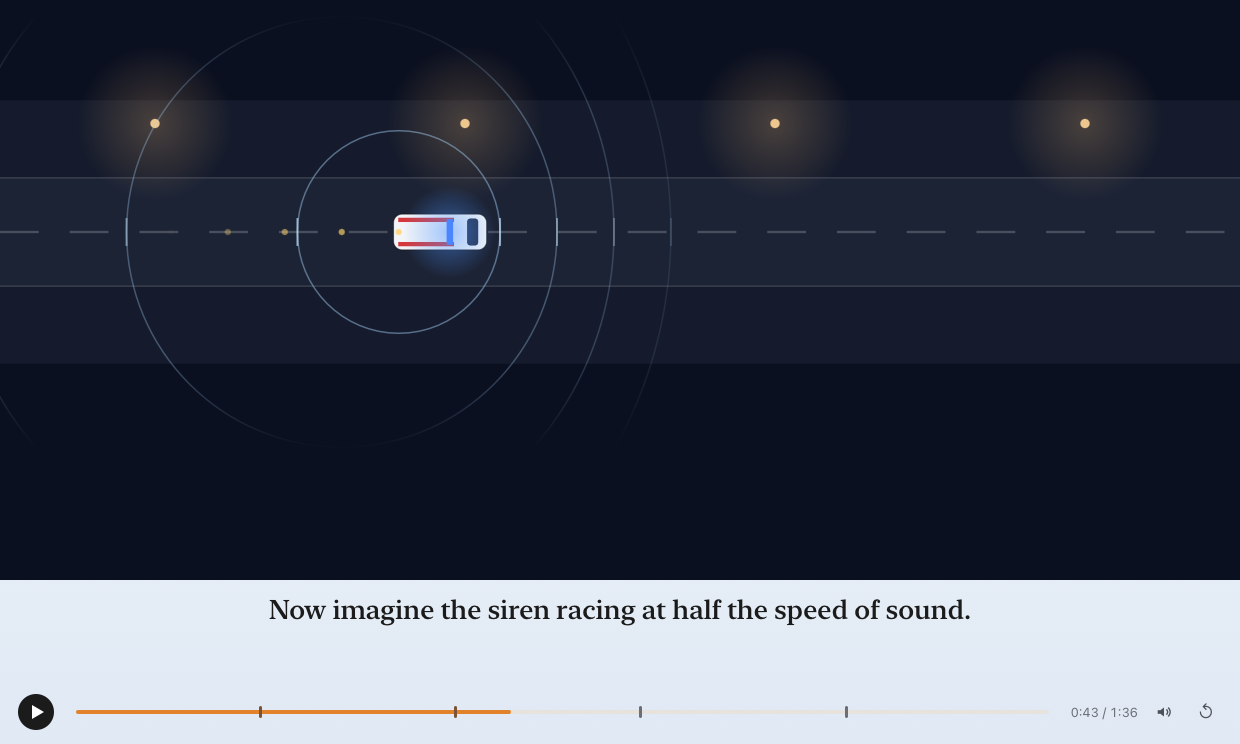 Now imagine the siren racing at half the speed of sound.
0:43 / 1:36